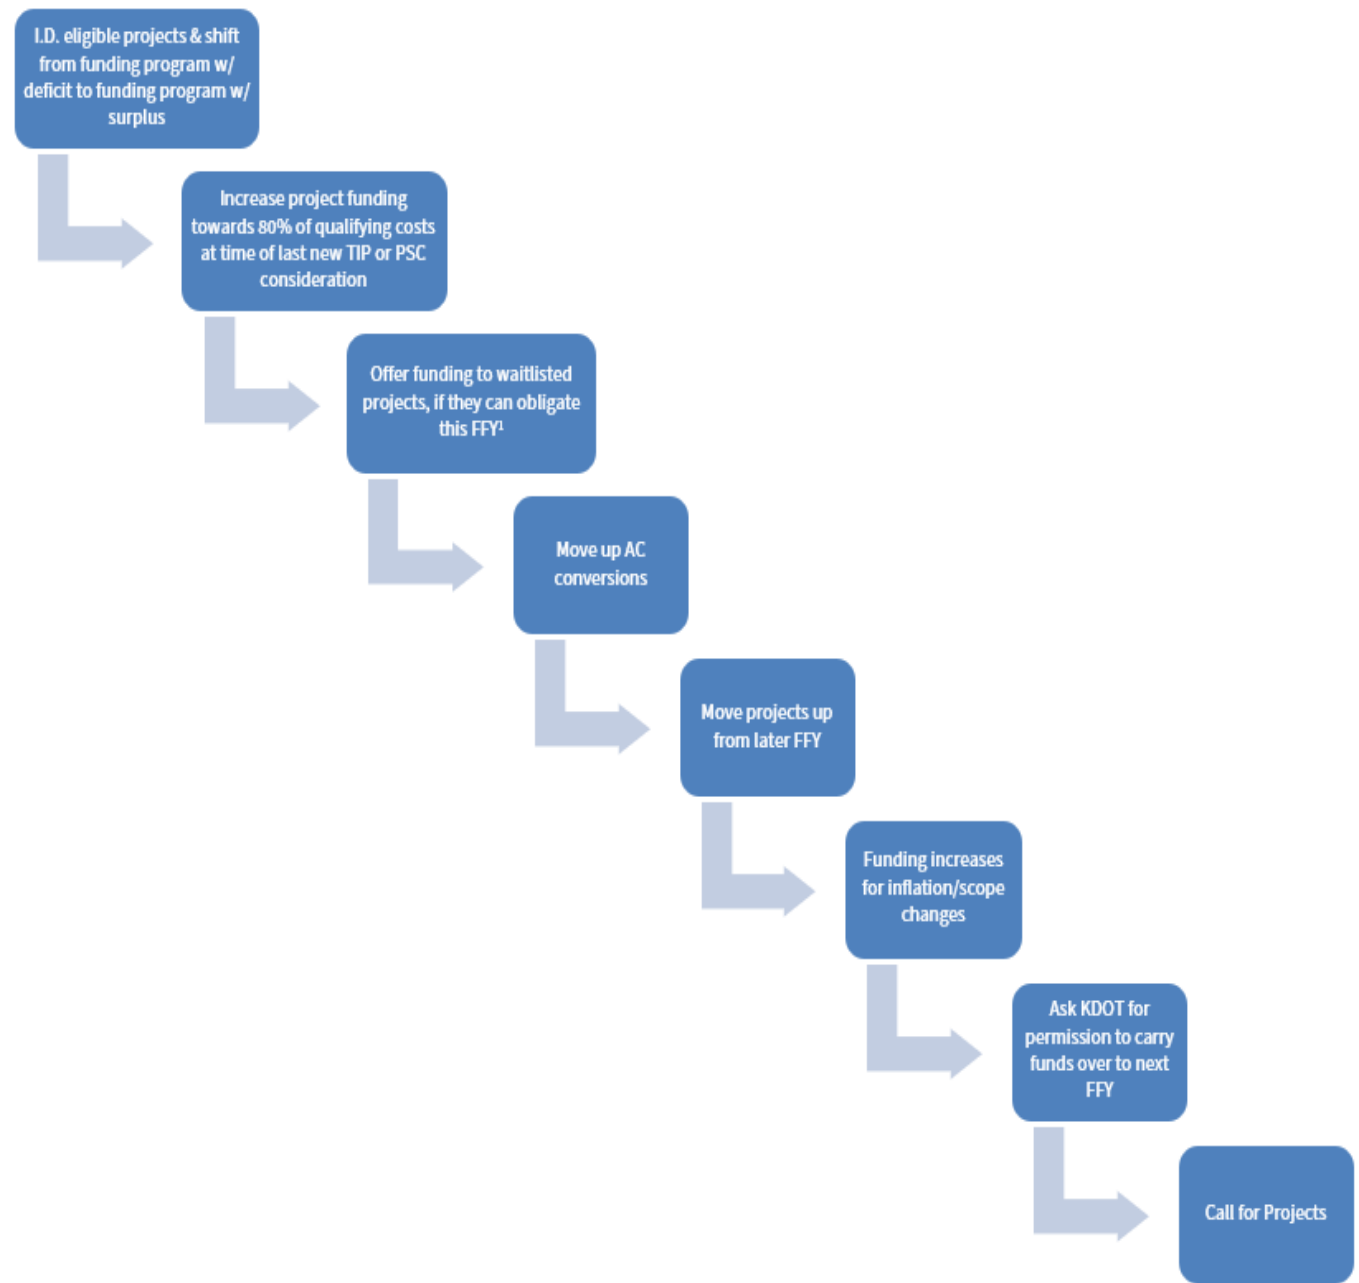 I.D. eligible projects & shift
from funding program w/
deficit to funding program w/
surplus
Increase project funding
towards 80% of qualifying costs
at time of last new TIP or PSC
consideration
Offer funding to waitlisted
projects, if they can obligate
this FFY¹
Move up AC
conversions
Move projects up
from later FFY
Funding increases
for inflation/scope
changes
Ask KDOT for
permission to carry
funds over to next
FFY
Call for Projects